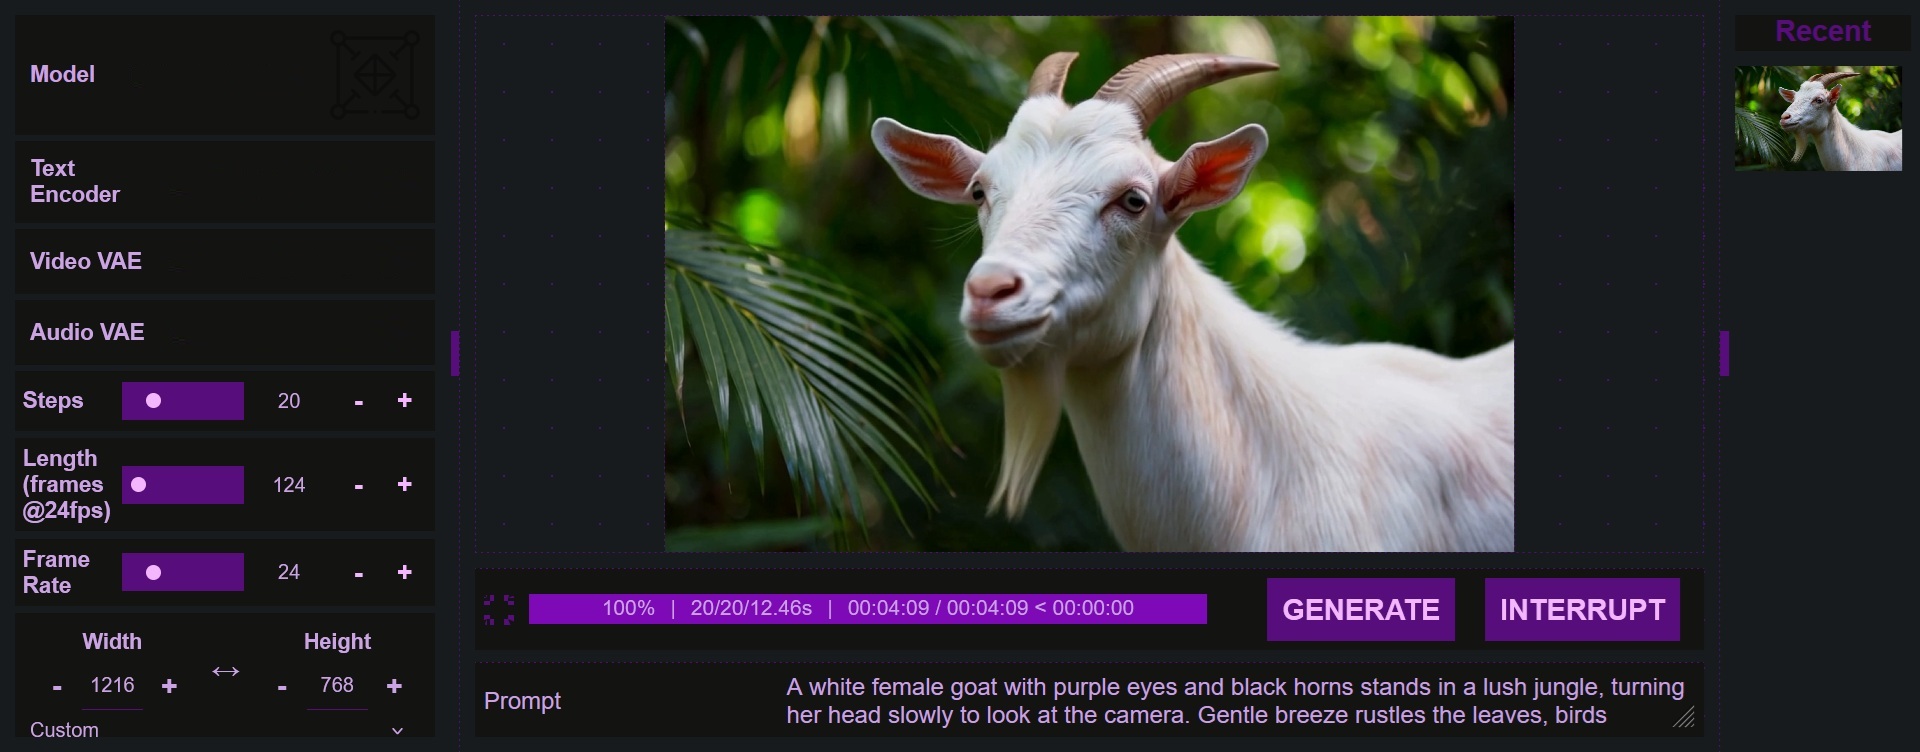 Model
Text
Encoder
Video VAE
Audio VAE
Steps 20 - +
Length
(frames
@24fps) 124 - +
Frame
Rate 24 - +
Width Height
- 1216 + ↔ - 768 +
Custom
100% | 20/20/12.46s | 00:04:09 / 00:04:09 < 00:00:00
GENERATE INTERRUPT
Prompt
A white female goat with purple eyes and black horns stands in a lush jungle, turning
her head slowly to look at the camera. Gentle breeze rustles the leaves, birds
Recent